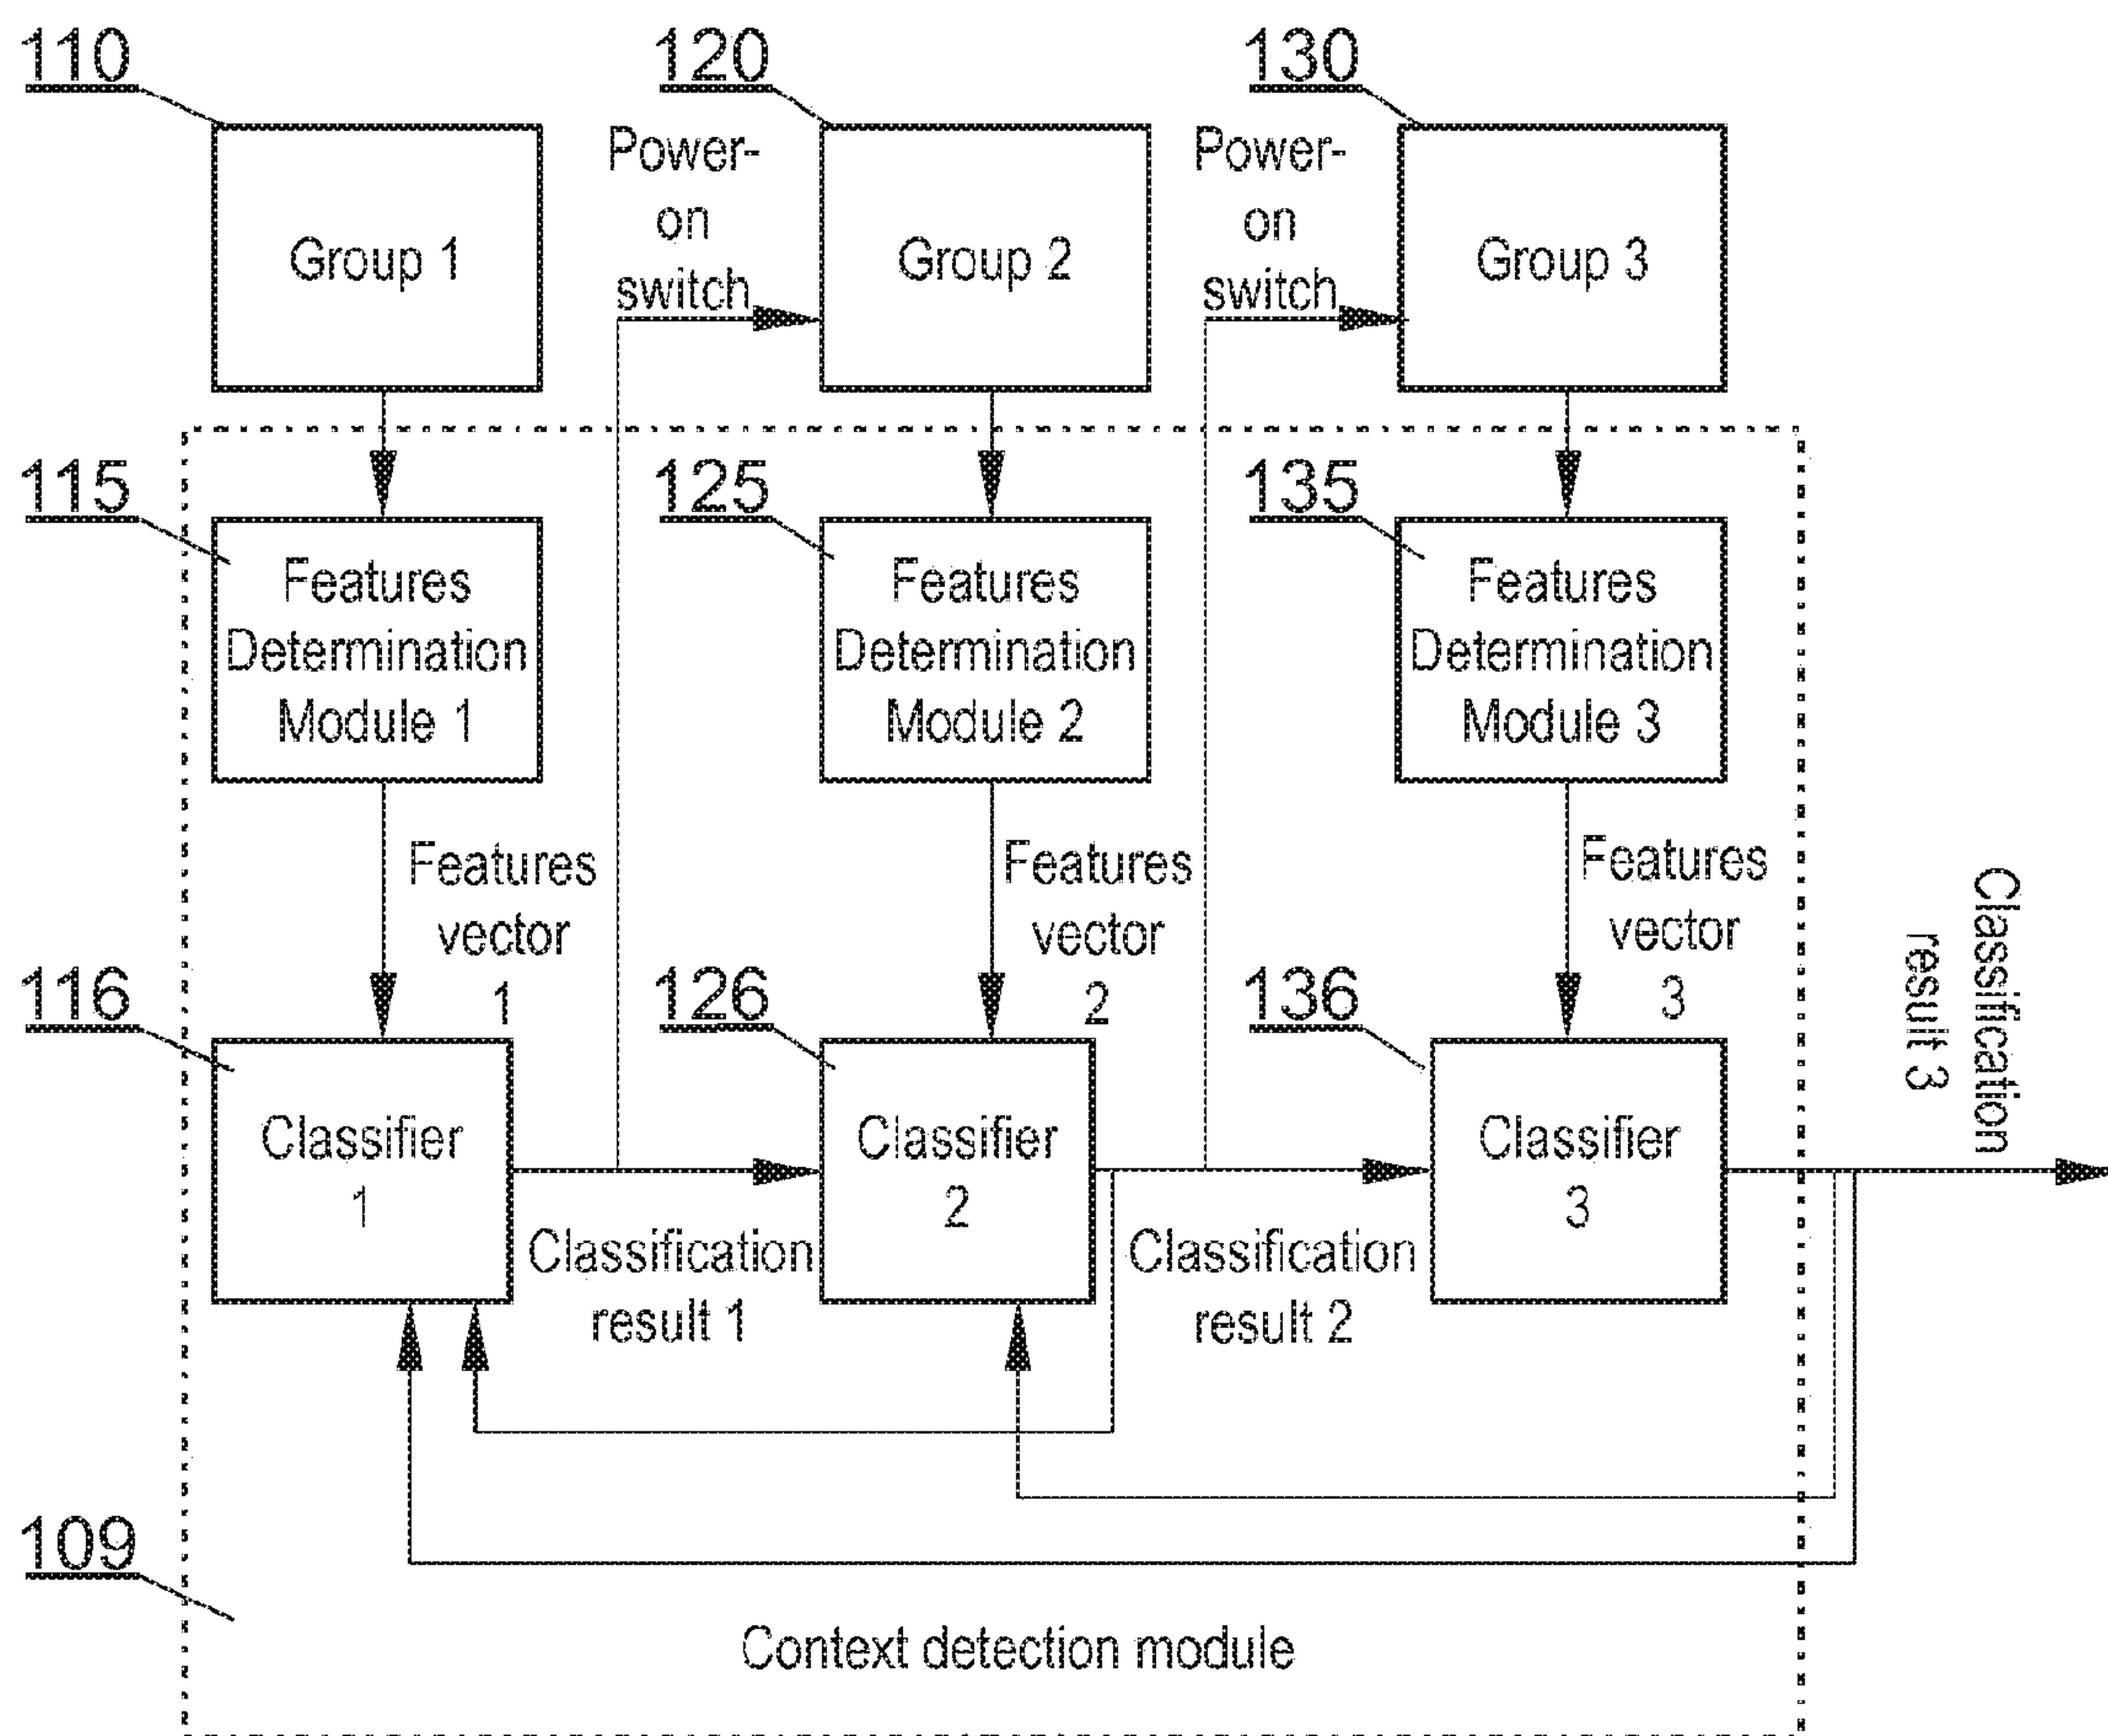 110
120
130
Group 1
Power-
on
switch
Group 2
Power-
on
switch
Group 3
115
125
135
Features
Determination
Module 1
Features
Determination
Module 2
Features
Determination
Module 3
Features
vector
1
Features
vector
2
Features
vector
3
116
126
136
Classifier
1
Classifier
2
Classifier
3
Classification
result 1
Classification
result 2
Classification
result 3
109
Context detection module